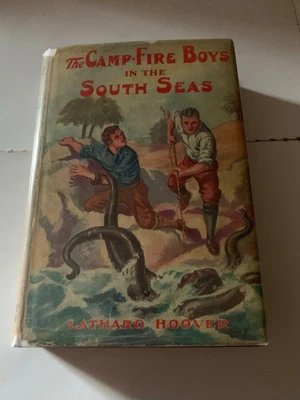 The CAMP-FIRE BOYS
IN THE
SOUTH SEAS
LATHARO HOOVER